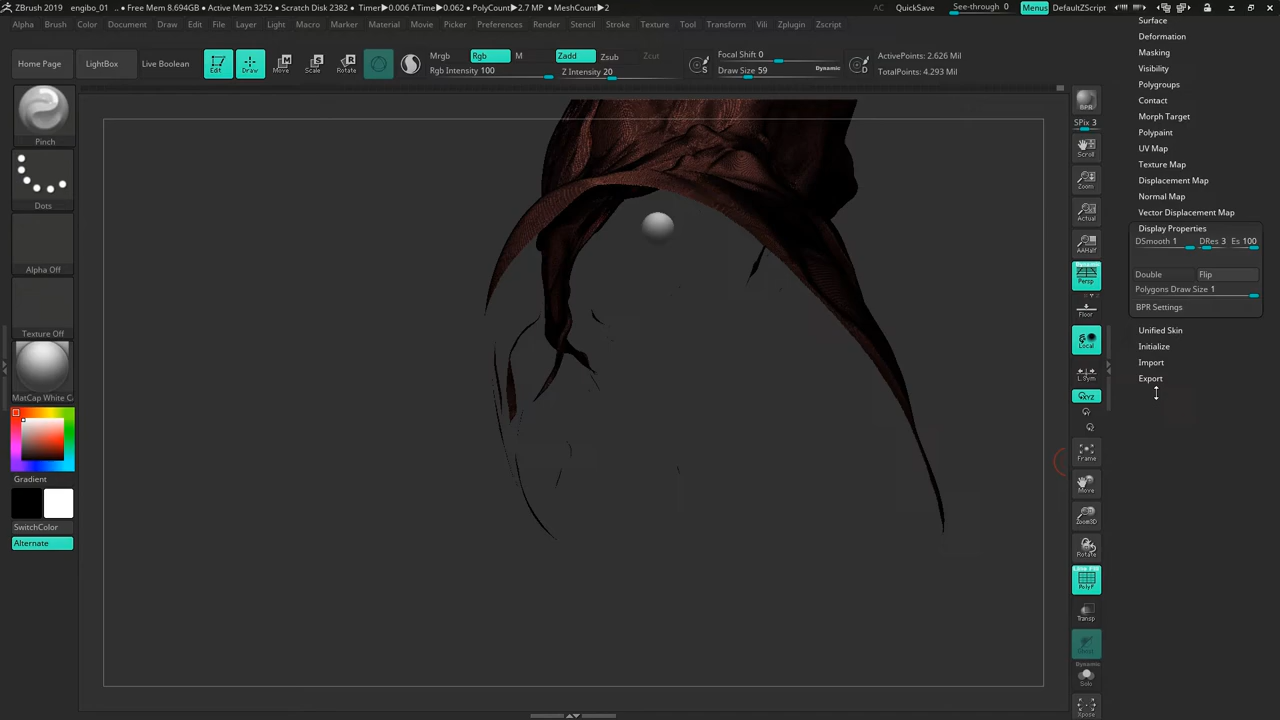 ZBrush 2019 engibo_01 .. • Free Mem 8.694GB • Active Mem 3252 • Scratch Disk 2382 • Timer▶0.006 ATime▶0.062 • PolyCount▶2.7 MP • MeshCount▶2
AC QuickSave See-through 0 Menus DefaultZScript
Alpha Brush Color Document Draw Edit File Layer Light Macro Marker Material Movie Picker Preferences Render Stencil Stroke Texture Tool Transform Vili Zplugin Zscript
Home Page
LightBox
Live Boolean
Edit
Draw
Move
Scale
Rotate
Mrgb Rgb M
Rgb Intensity 100
Zadd Zsub Zcut
Z Intensity 20
Focal Shift 0
Draw Size 59 Dynamic
S
D
ActivePoints: 2.626 Mil
TotalPoints: 4.293 Mil
Pinch
Dots
Alpha Off
Texture Off
MatCap White C
Gradient
SwitchColor
Alternate
BPR
SPix 3
Scroll
Zoom
Actual
AAHalf
Dynamic
Persp
Floor
Local
L.Sym
XYZ
Frame
Move
Zoom3D
Rotate
Line Fill
PolyF
Transp
Ghost
Dynamic
Solo
Xpose
Surface
Deformation
Masking
Visibility
Polygroups
Contact
Morph Target
Polypaint
UV Map
Texture Map
Displacement Map
Normal Map
Vector Displacement Map
Display Properties
DSmooth 1 DRes 3 Es 100
Double Flip
Polygons Draw Size 1
BPR Settings
Unified Skin
Initialize
Import
Export